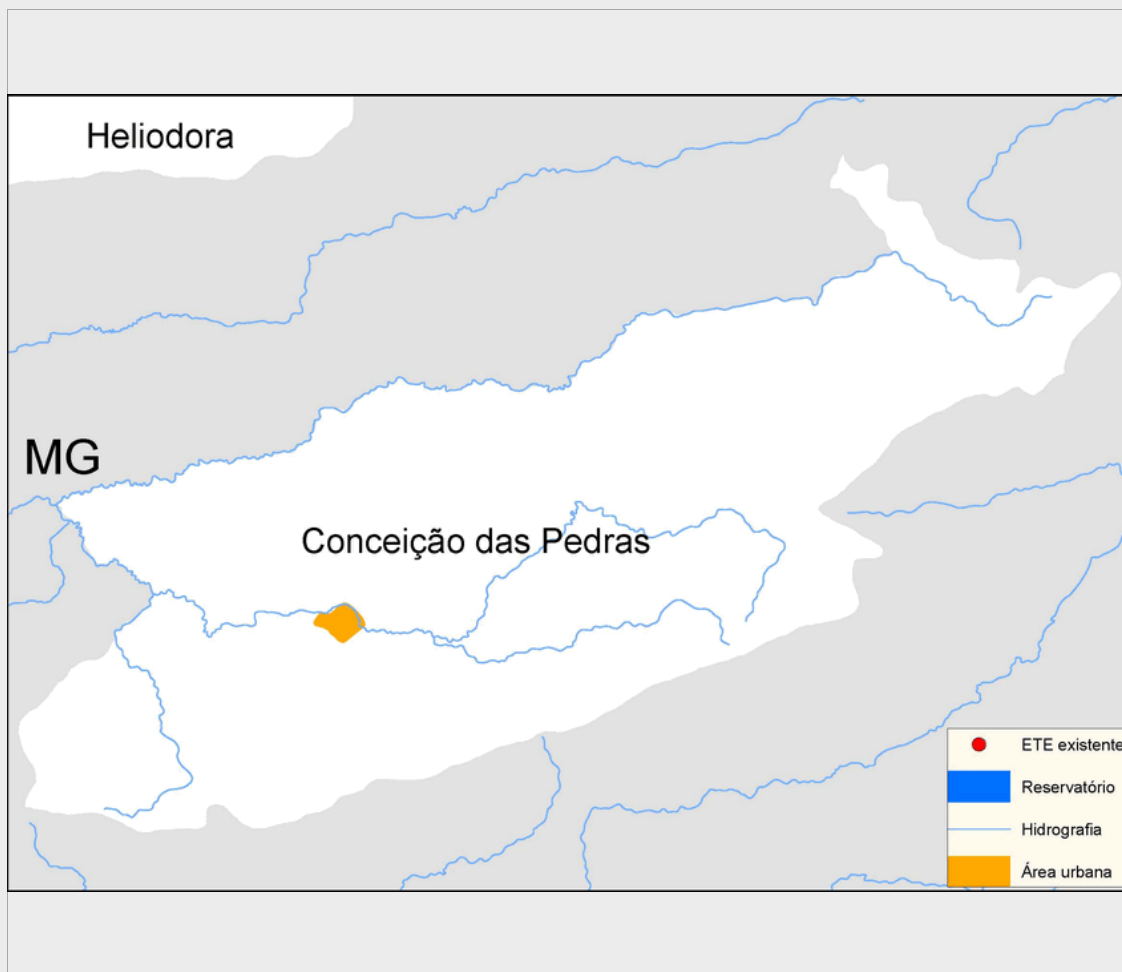 Heliodora
MG
Conceição das Pedras
ETE existente
Reservatório
Hidrografia
Área urbana